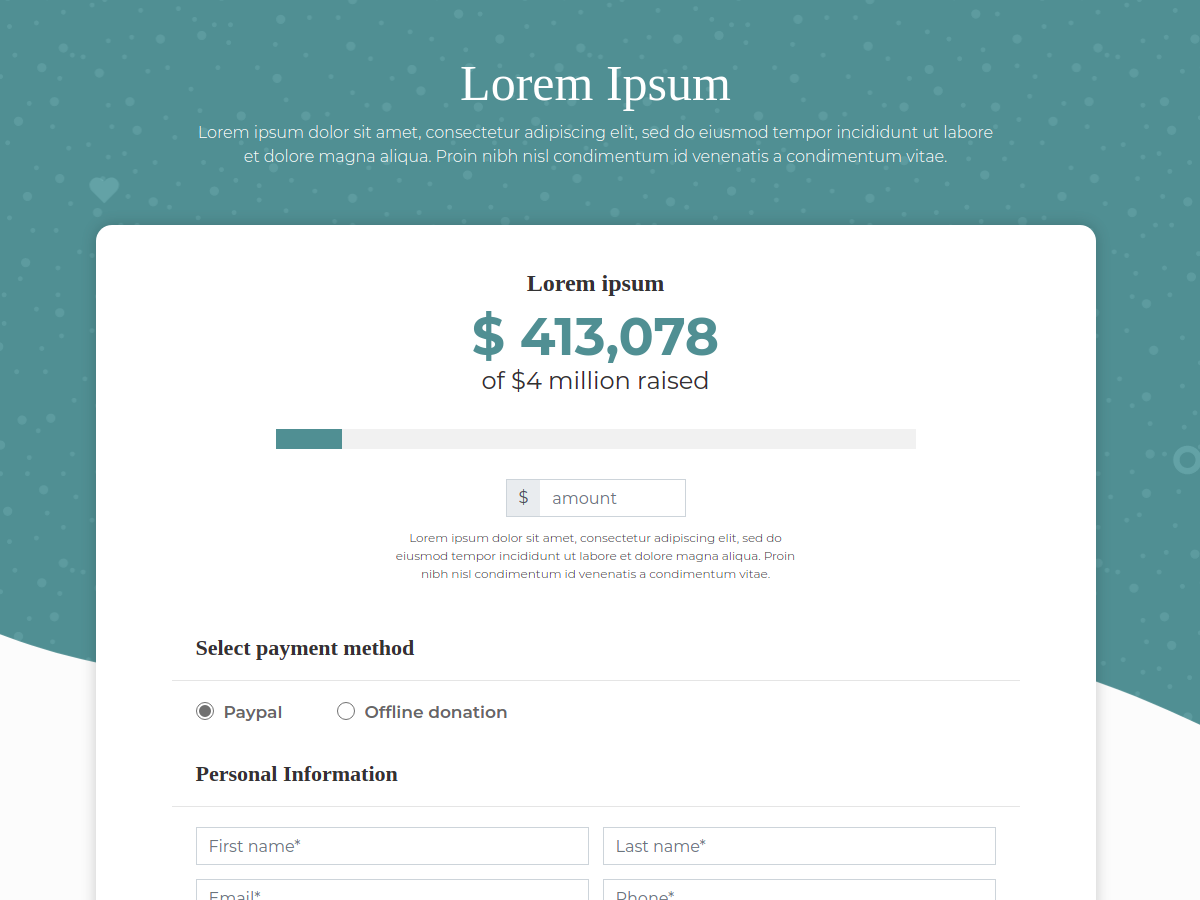 Lorem Ipsum
Lorem ipsum dolor sit amet, consectetur adipiscing elit, sed do eiusmod tempor incididunt ut labore
et dolore magna aliqua. Proin nibh nisl condimentum id venenatis a condimentum vitae.
Lorem ipsum
$ 413,078
of $4 million raised
$ amount
Lorem ipsum dolor sit amet, consectetur adipiscing elit, sed do
eiusmod tempor incididunt ut labore et dolore magna aliqua. Proin
nibh nisl condimentum id venenatis a condimentum vitae.
Select payment method
Paypal Offline donation
Personal Information
First name* Last name*
Email* Phone*